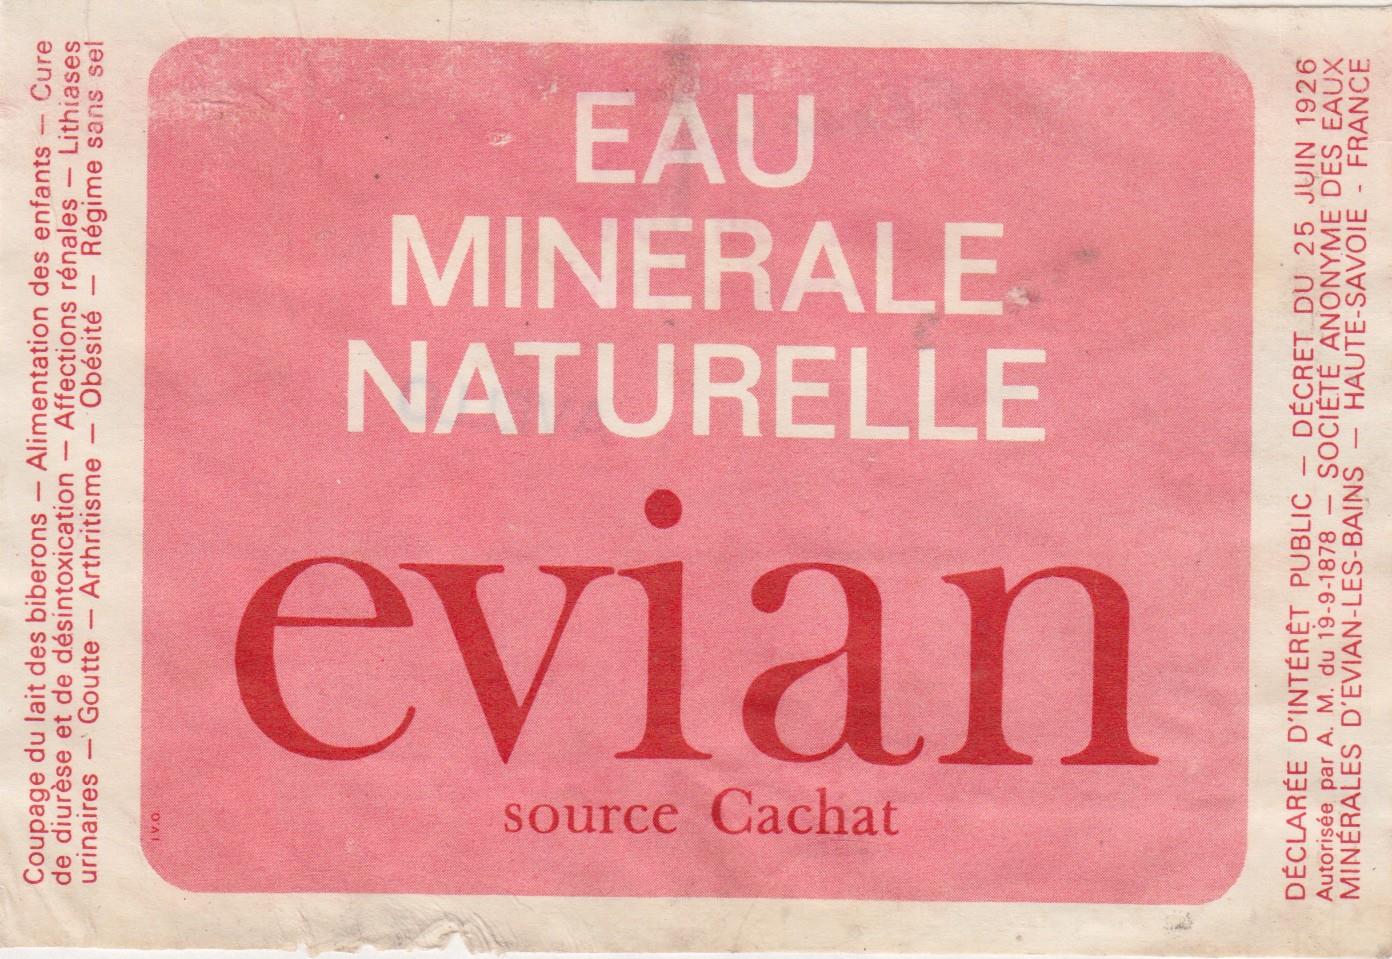 Coupage du lait des biberons — Alimentation des enfants — Cure
de diurèse et de désintoxication — Affections rénales — Lithiases
urinaires — Goutte — Arthritisme — Obésité — Régime sans sel
EAU
MINERALE
NATURELLE
evian
source Cachat
I.V.O.
DÉCLARÉE D'INTÉRÊT PUBLIC — DÉCRET DU 25 JUIN 1926
Autorisée par A. M. du 19-9-1878 — SOCIÉTÉ ANONYME DES EAUX
MINÉRALES D'EVIAN-LES-BAINS — HAUTE-SAVOIE - FRANCE